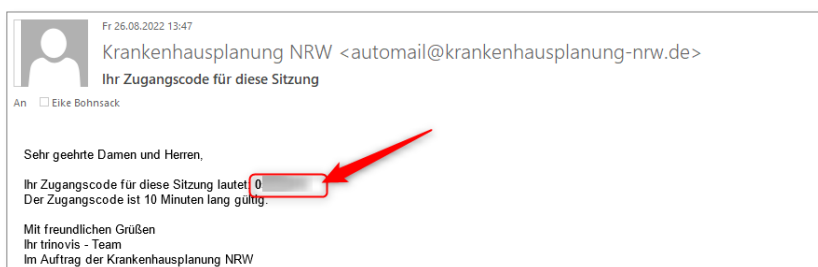 Fr 26.08.2022 13:47
Krankenhausplanung NRW <automail@krankenhausplanung-nrw.de>
Ihr Zugangscode für diese Sitzung
An Eike Bohnsack
Sehr geehrte Damen und Herren,
Ihr Zugangscode für diese Sitzung lautet: 0
Der Zugangscode ist 10 Minuten lang gültig.
Mit freundlichen Grüßen
Ihr trinovis - Team
Im Auftrag der Krankenhausplanung NRW